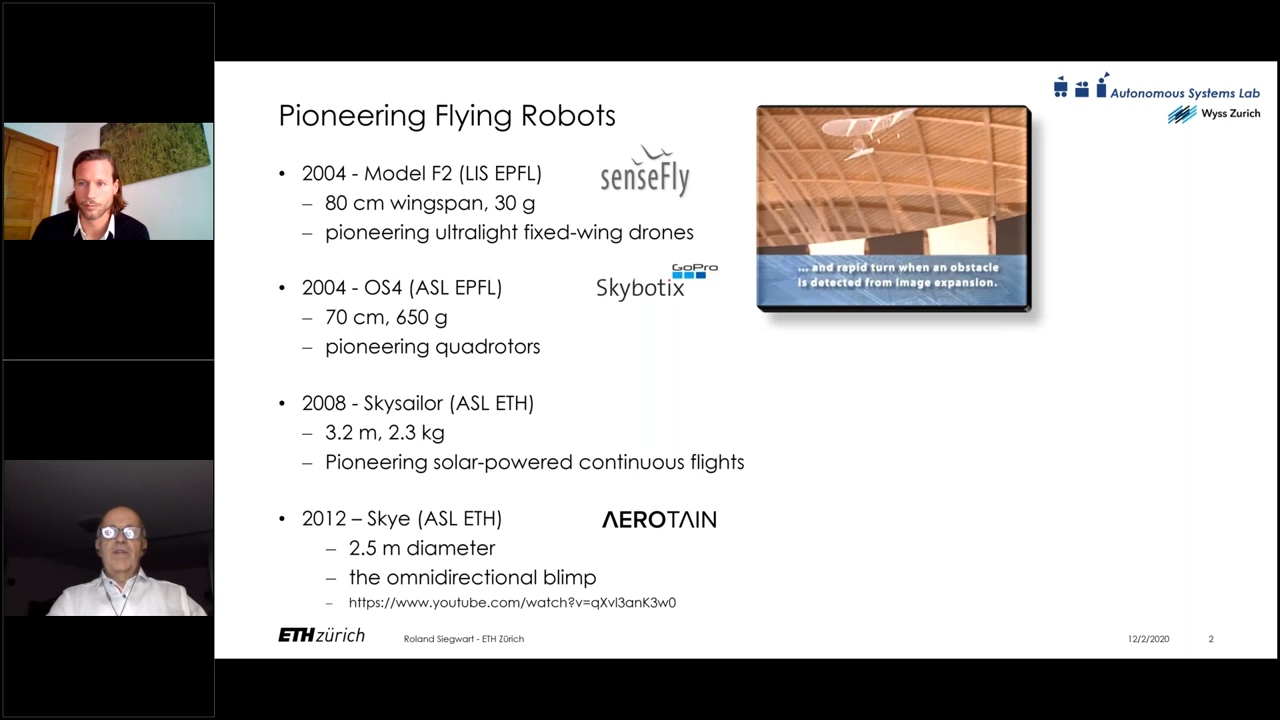 Pioneering Flying Robots
Autonomous Systems Lab
Wyss Zurich
• 2004 - Model F2 (LIS EPFL)
senseFly
– 80 cm wingspan, 30 g
– pioneering ultralight fixed-wing drones
... and rapid turn when an obstacle
is detected from image expansion.
• 2004 - OS4 (ASL EPFL)
GoPro
Skybotix
– 70 cm, 650 g
– pioneering quadrotors
• 2008 - Skysailor (ASL ETH)
– 3.2 m, 2.3 kg
– Pioneering solar-powered continuous flights
• 2012 – Skye (ASL ETH)
AEROTAIN
– 2.5 m diameter
– the omnidirectional blimp
– https://www.youtube.com/watch?v=qXvl3anK3w0
ETH zürich
Roland Siegwart - ETH Zürich
12/2/2020
2